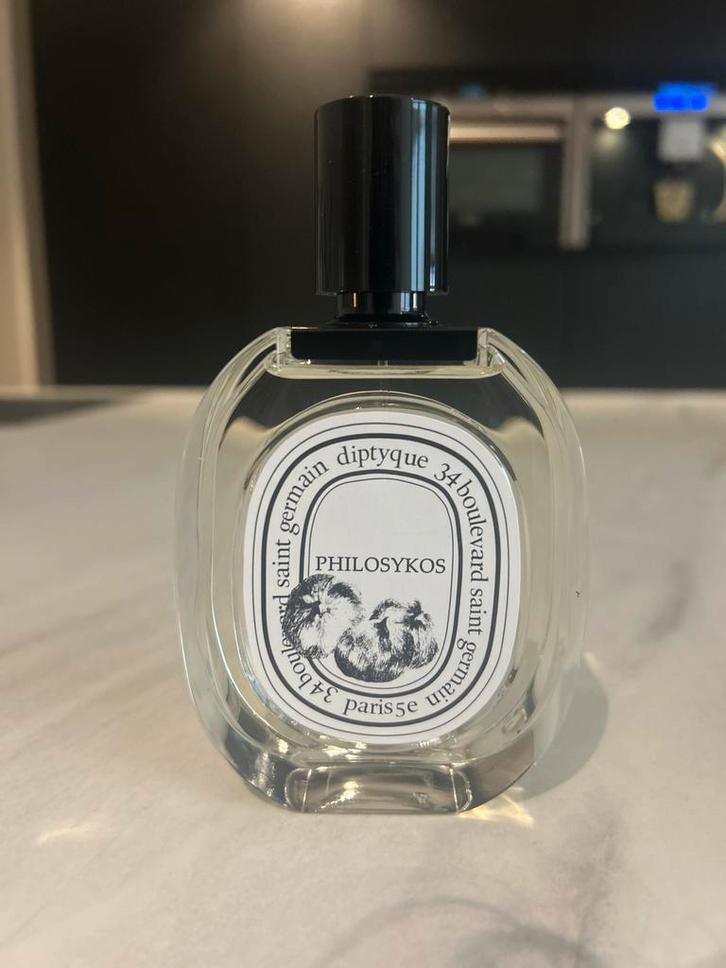 diptyque 34 boulevard saint germain paris5e 34 boulevard saint germain
PHILOSYKOS